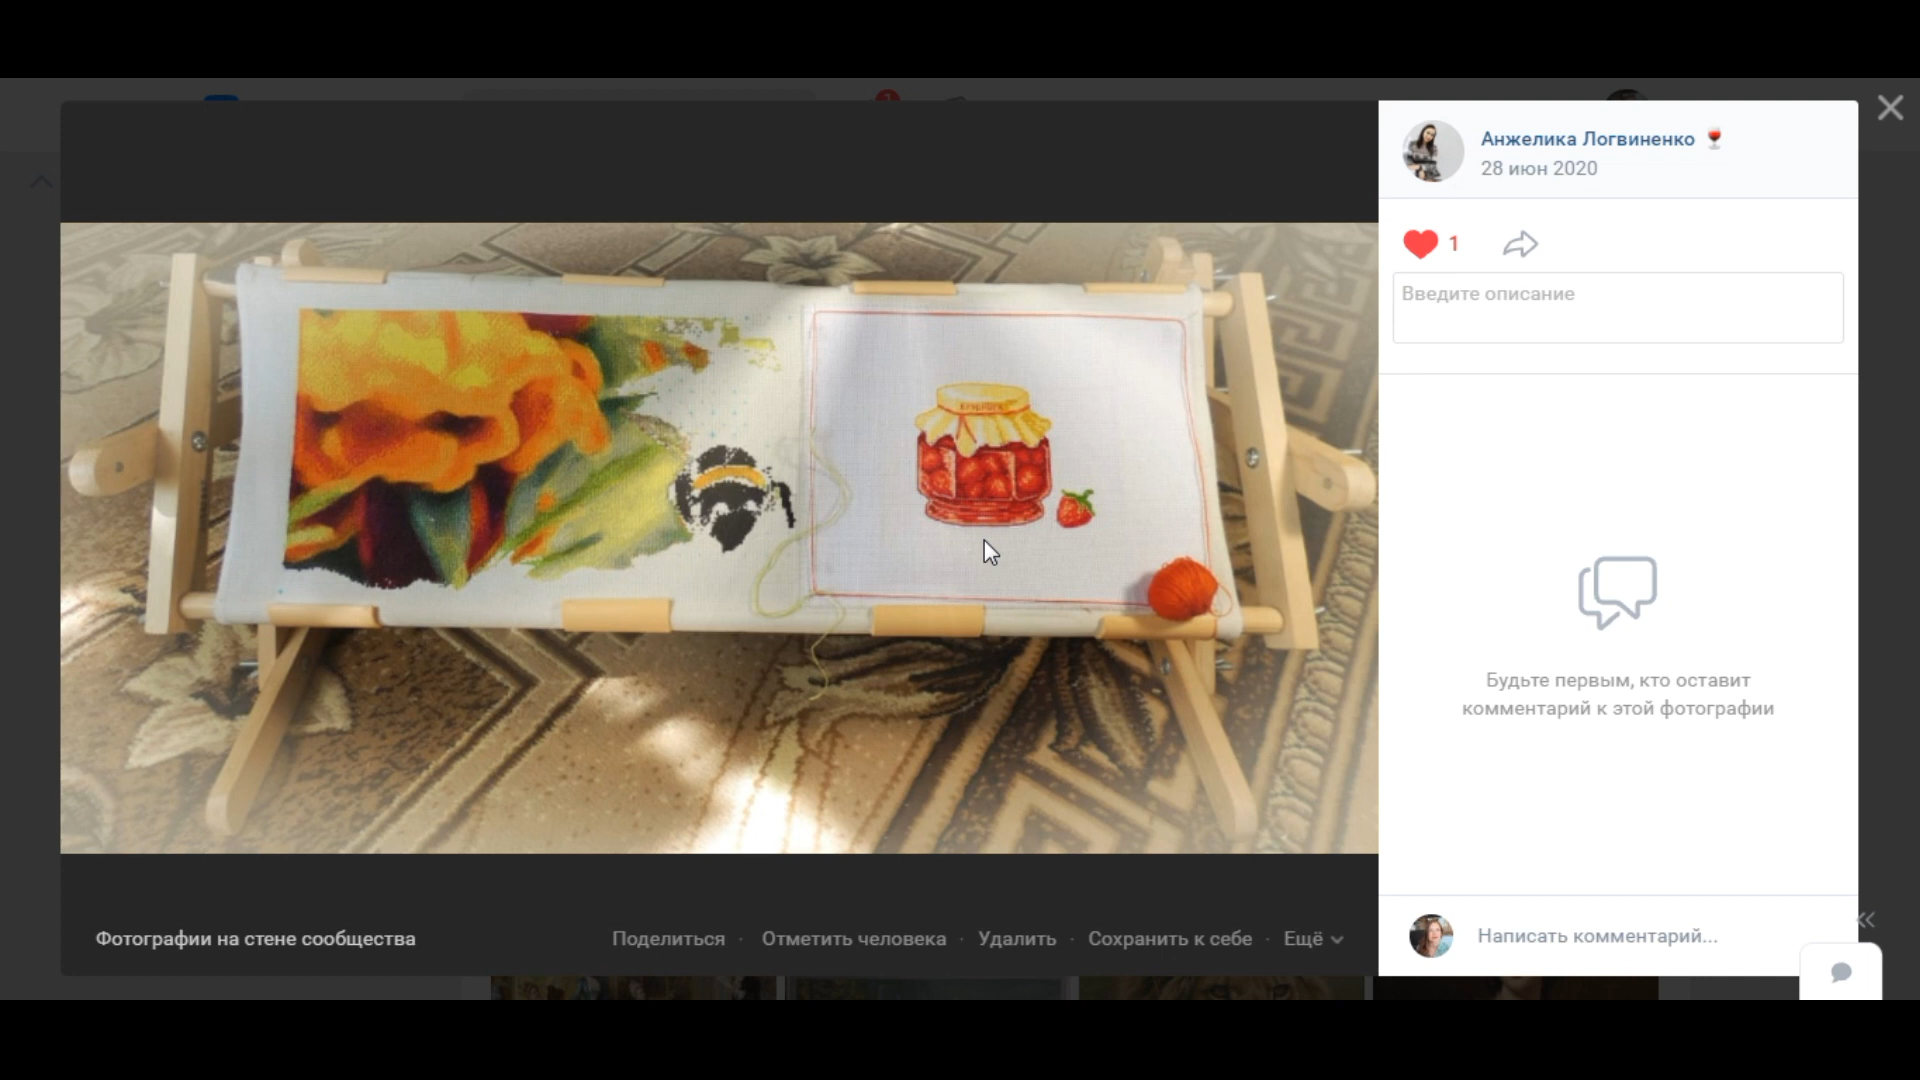 Анжелика Логвиненко
28 июн 2020
1
Введите описание
Будьте первым, кто оставит
комментарий к этой фотографии
Фотографии на стене сообщества
Поделиться · Отметить человека · Удалить · Сохранить к себе · Ещё
Написать комментарий...